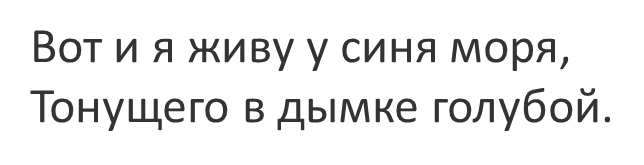 Вот и я живу у синя моря,
Тонущего в дымке голубой.